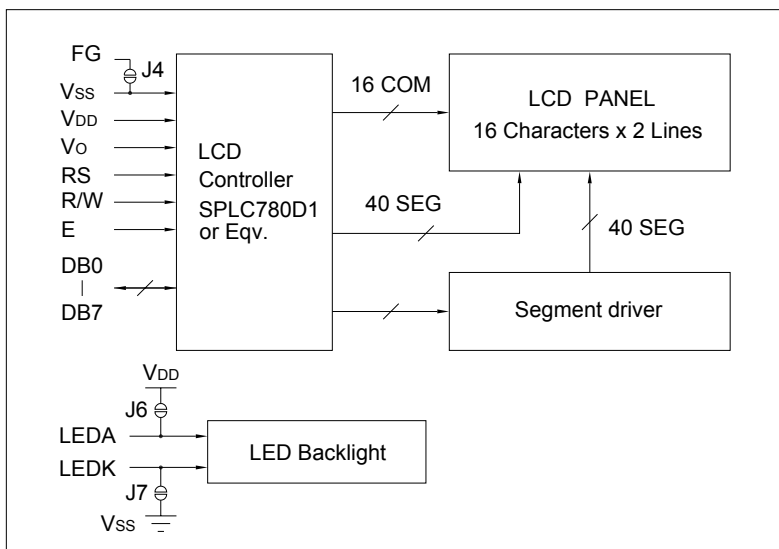 FG
J4
VSS
VDD
VO
RS
R/W
E
DB0
|
DB7
LCD
Controller
SPLC780D1
or Eqv.
16 COM
LCD PANEL
16 Characters x 2 Lines
40 SEG
40 SEG
Segment driver
VDD
J6
LEDA
LEDK
J7
VSS
LED Backlight